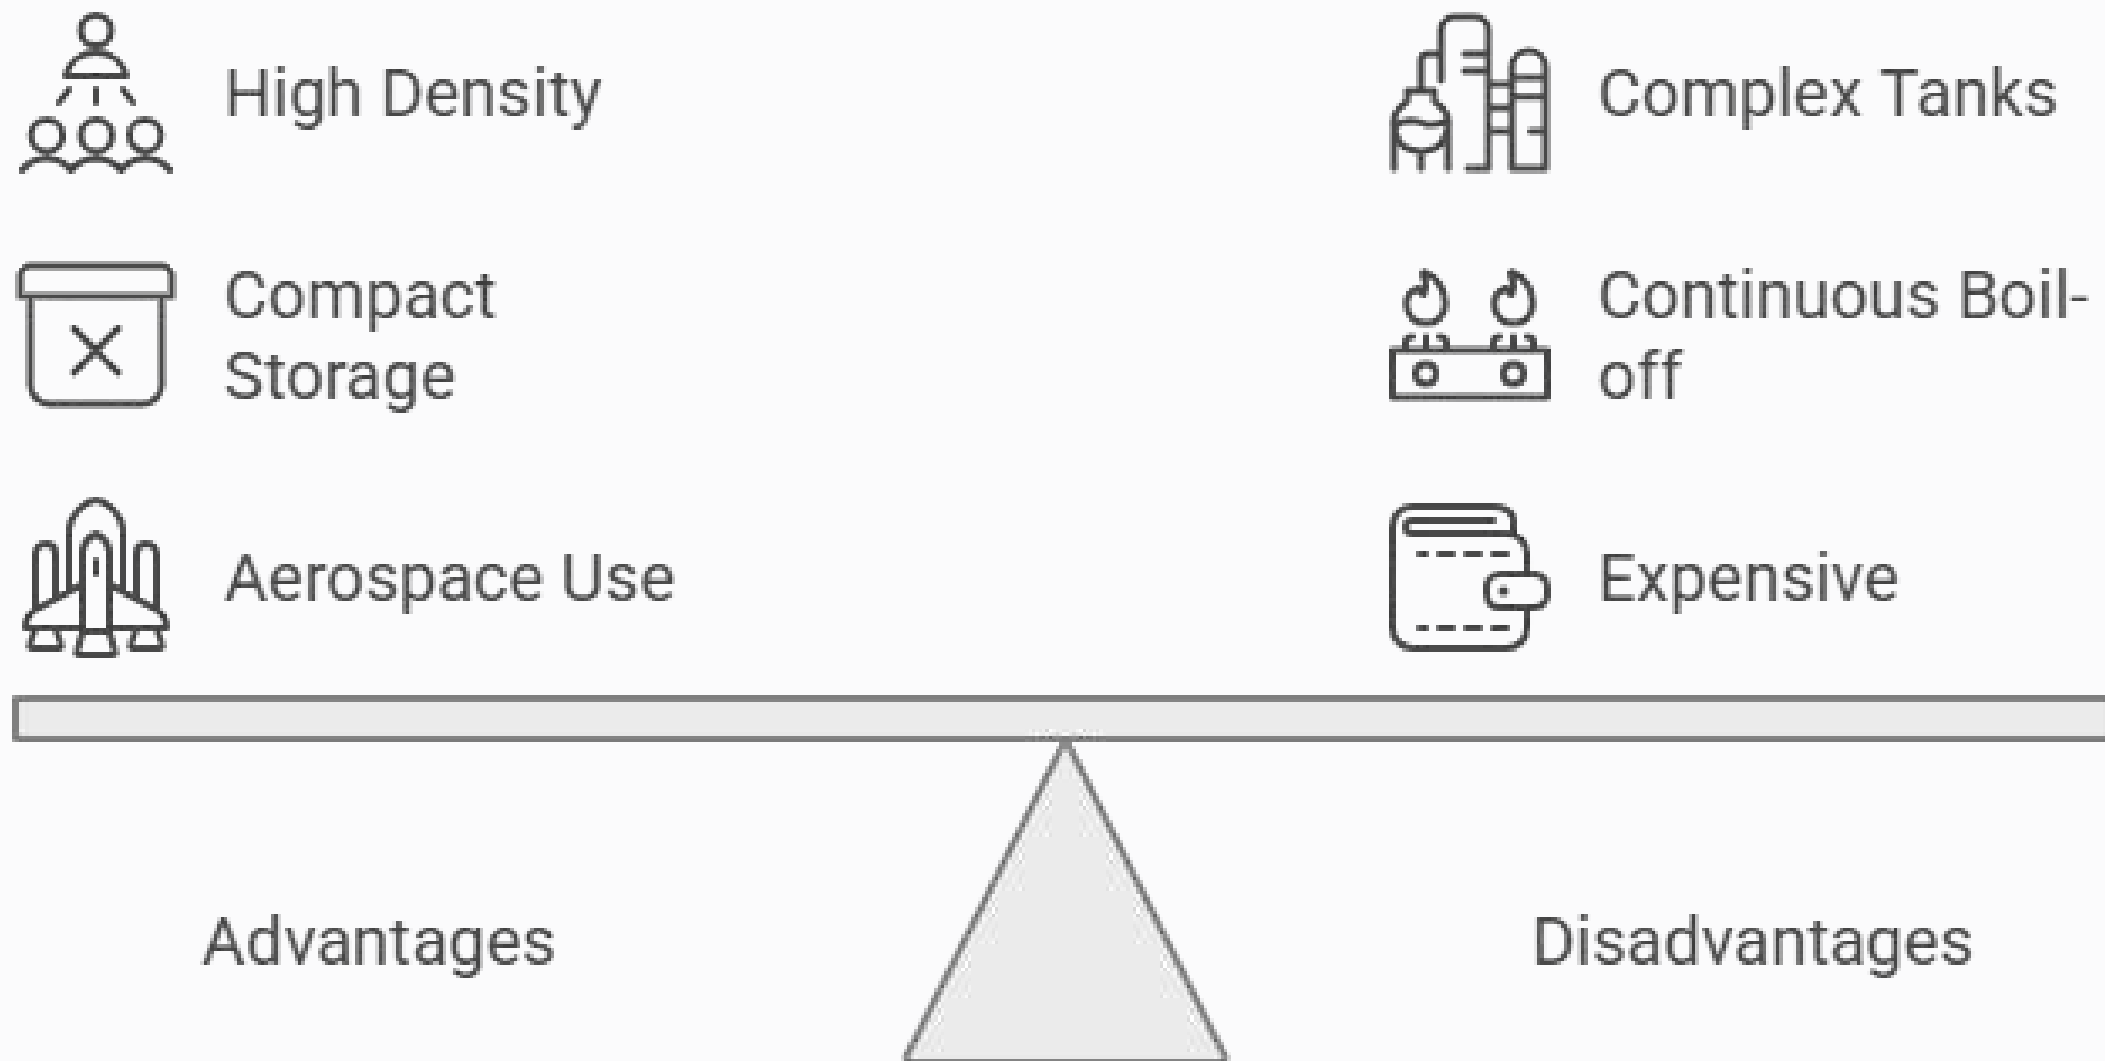 High Density
Compact
Storage
Aerospace Use
Complex Tanks
Continuous Boil-
off
Expensive
Advantages
Disadvantages